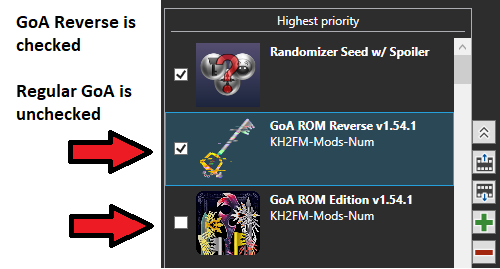 GoA Reverse is
checked
Regular GoA is
unchecked
Highest priority
Randomizer Seed w/ Spoiler
GoA ROM Reverse v1.54.1
KH2FM-Mods-Num
GoA ROM Edition v1.54.1
KH2FM-Mods-Num